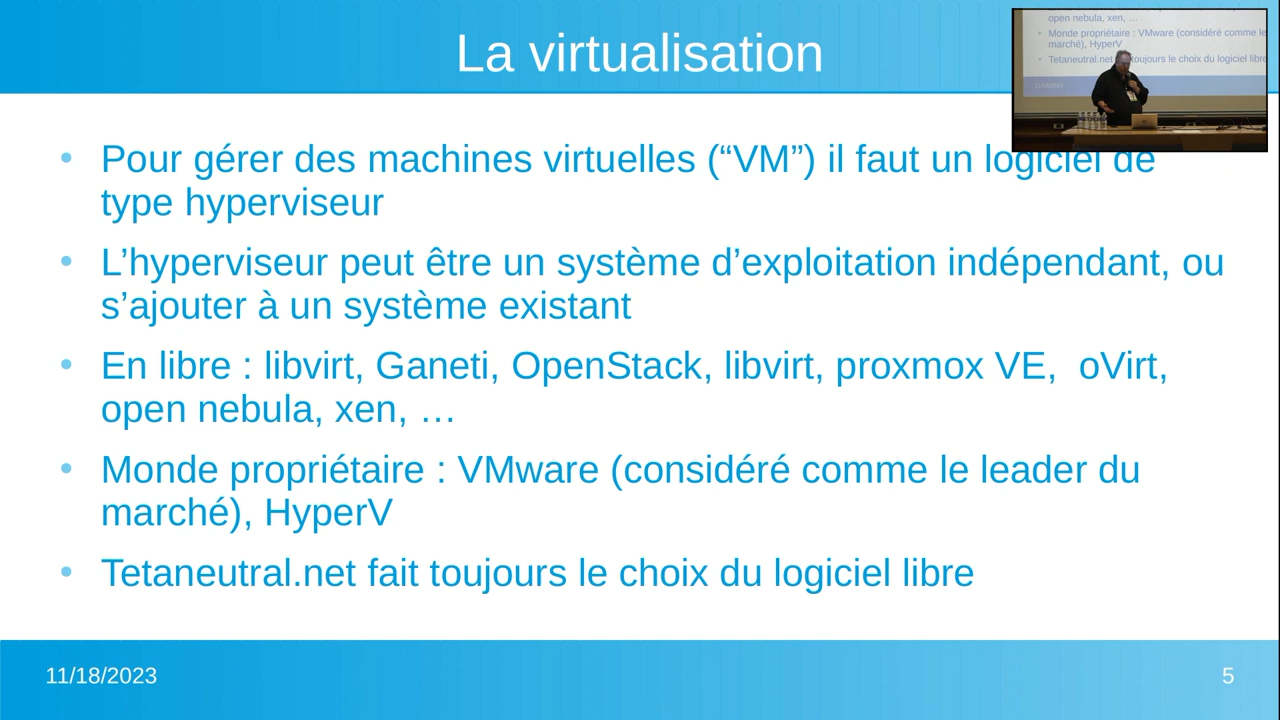 La virtualisation
open nebula, xen, …
• Monde propriétaire : VMware (considéré comme le
marché), HyperV
• Tetaneutral.net toujours le choix du logiciel libre
• Pour gérer des machines virtuelles (“VM”) il faut un logiciel de
type hyperviseur
• L’hyperviseur peut être un système d’exploitation indépendant, ou
s’ajouter à un système existant
• En libre : libvirt, Ganeti, OpenStack, libvirt, proxmox VE,  oVirt,
open nebula, xen, …
• Monde propriétaire : VMware (considéré comme le leader du
marché), HyperV
• Tetaneutral.net fait toujours le choix du logiciel libre
11/18/2023
5